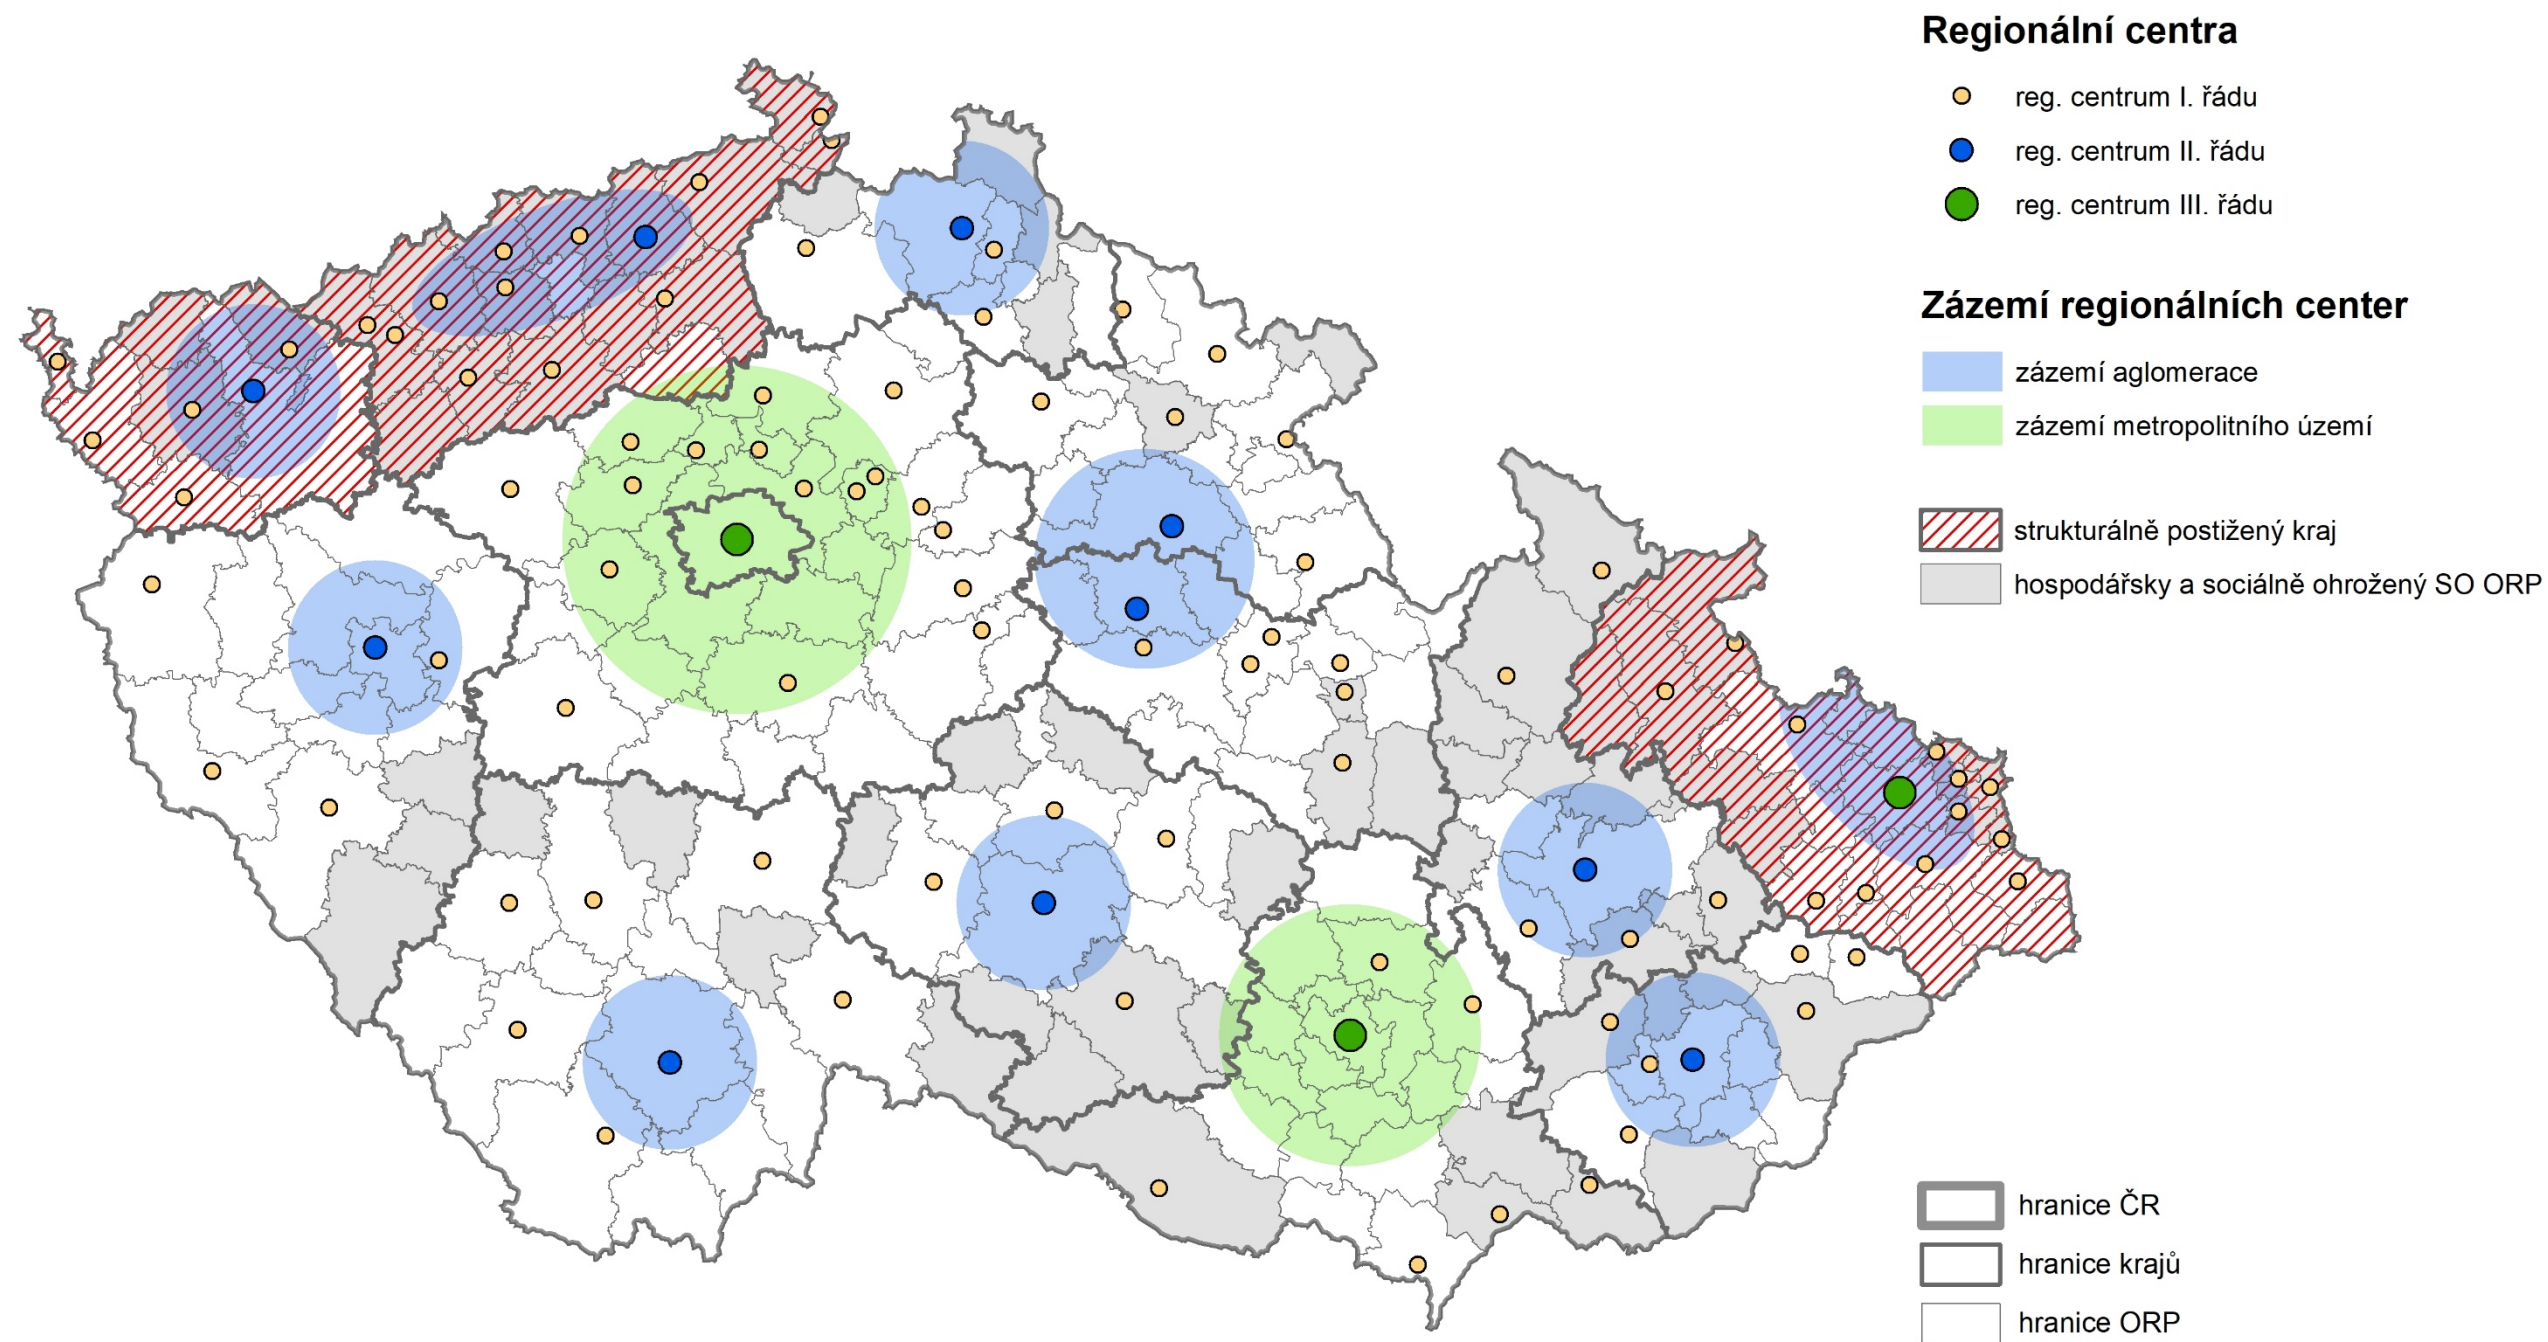 Regionální centra
reg. centrum I. řádu
reg. centrum II. řádu
reg. centrum III. řádu
Zázemí regionálních center
zázemí aglomerace
zázemí metropolitního území
strukturálně postižený kraj
hospodářsky a sociálně ohrožený SO ORP
hranice ČR
hranice krajů
hranice ORP